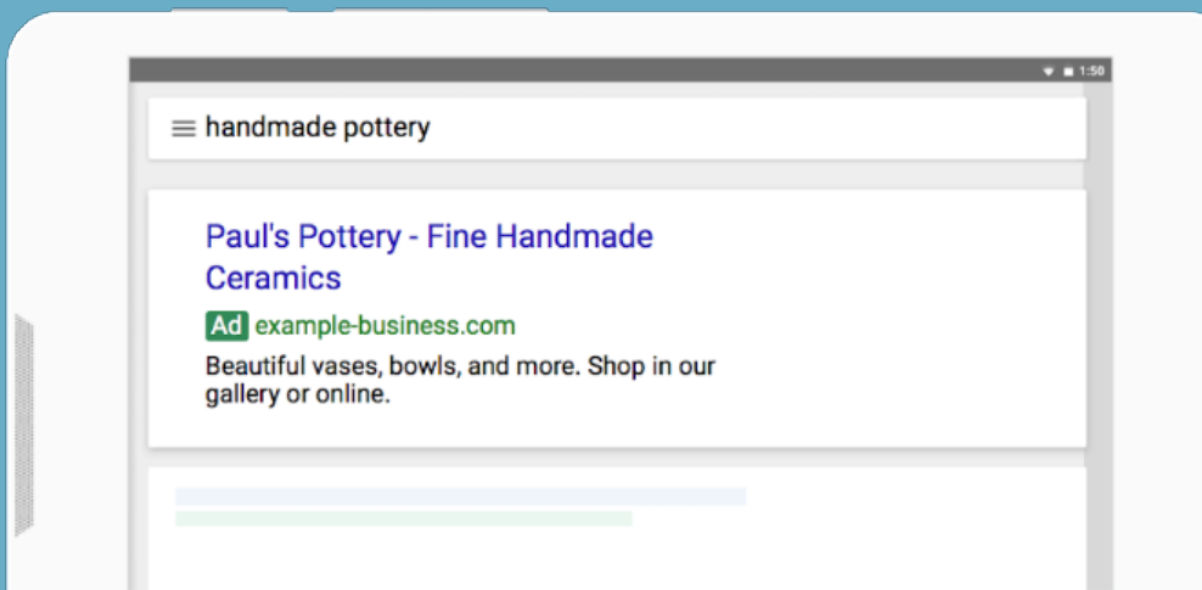 1:50
handmade pottery
Paul's Pottery - Fine Handmade
Ceramics
Ad example-business.com
Beautiful vases, bowls, and more. Shop in our
gallery or online.